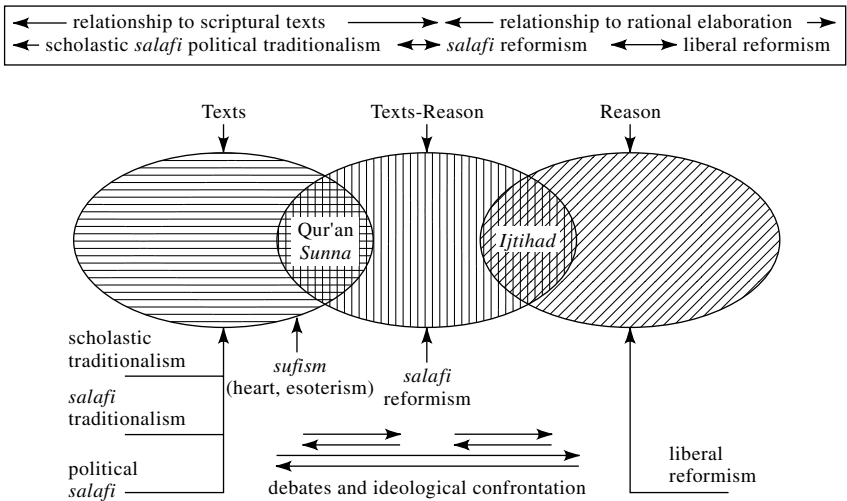 relationship to scriptural texts relationship to rational elaboration
scholastic salafi political traditionalism salafi reformism liberal reformism
Texts Texts-Reason Reason
Qur'an
Sunna
Ijtihad
scholastic
traditionalism
salafi
traditionalism
political
salafi
sufism
(heart, esoterism)
salafi
reformism
debates and ideological confrontation
liberal
reformism